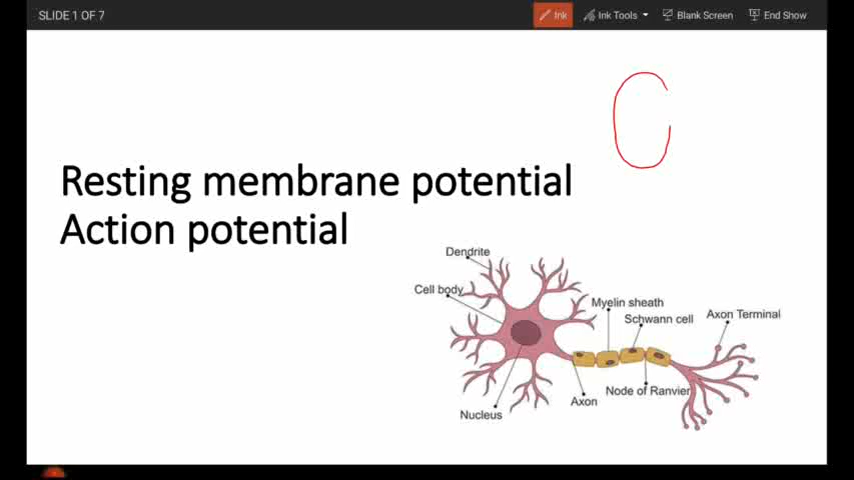 SLIDE 1 OF 7
Ink
Ink Tools
Blank Screen
End Show
Resting membrane potential
Action potential
Dendrite
Cell body
Myelin sheath
Schwann cell
Axon Terminal
Node of Ranvier
Axon
Nucleus